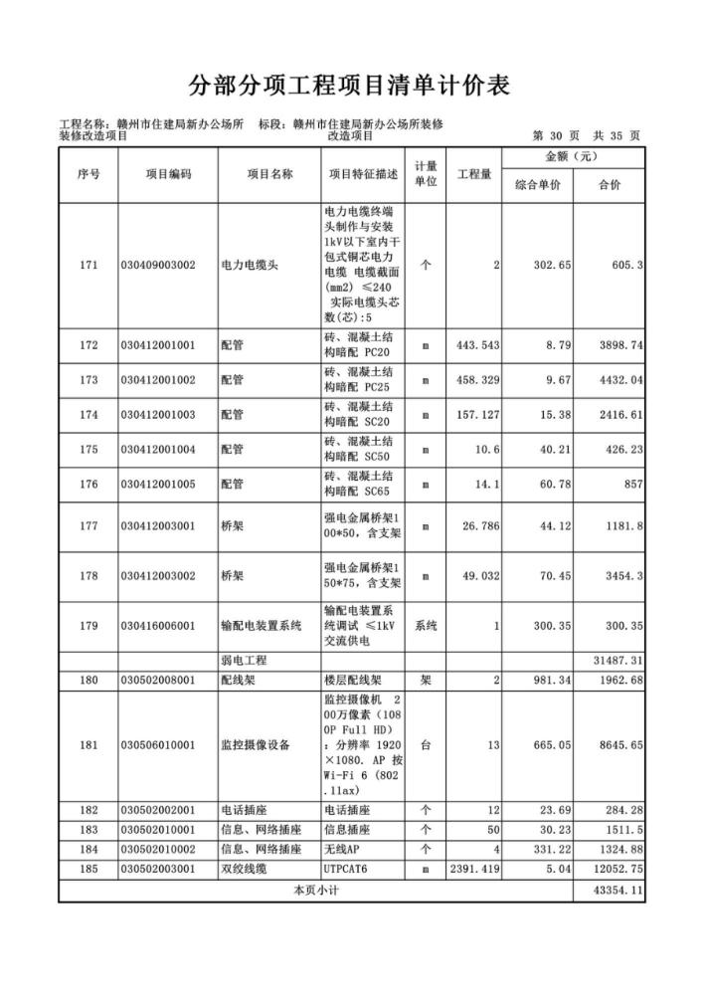 分部分项工程项目清单计价表
工程名称：赣州市住建局新办公场所 标段：赣州市住建局新办公场所装修
装修改造项目 改造项目 第 30 页 共 35 页
序号 项目编码 项目名称 项目特征描述 计量单位 工程量 金额（元）
综合单价 合价
171 030409003002 电力电缆头 电力电缆终端
头制作与安装
1kV以下室内干
包式铜芯电力
电缆 电缆截面
(mm2) ≤240
实际电缆头芯
数(芯):5 个 2 302.65 605.3
172 030412001001 配管 砖、混凝土结
构暗配 PC20 m 443.543 8.79 3898.74
173 030412001002 配管 砖、混凝土结
构暗配 PC25 m 458.329 9.67 4432.04
174 030412001003 配管 砖、混凝土结
构暗配 SC20 m 157.127 15.38 2416.61
175 030412001004 配管 砖、混凝土结
构暗配 SC50 m 10.6 40.21 426.23
176 030412001005 配管 砖、混凝土结
构暗配 SC65 m 14.1 60.78 857
177 030412003001 桥架 强电金属桥架1
00*50，含支架 m 26.786 44.12 1181.8
178 030412003002 桥架 强电金属桥架1
50*75，含支架 m 49.032 70.45 3454.3
179 030416006001 输配电装置系统 输配电装置系
统调试 ≤1kV
交流供电 系统 1 300.35 300.35
弱电工程 31487.31
180 030502008001 配线架 楼层配线架 架 2 981.34 1962.68
181 030506010001 监控摄像设备 监控摄像机 2
00万像素（108
0P Full HD）
：分辨率 1920
×1080. AP 按
Wi-Fi 6 (802
.11ax) 台 13 665.05 8645.65
182 030502002001 电话插座 电话插座 个 12 23.69 284.28
183 030502010001 信息、网络插座 信息插座 个 50 30.23 1511.5
184 030502010002 信息、网络插座 无线AP 个 4 331.22 1324.88
185 030502003001 双绞线缆 UTPCAT6 m 2391.419 5.04 12052.75
本页小计 43354.11